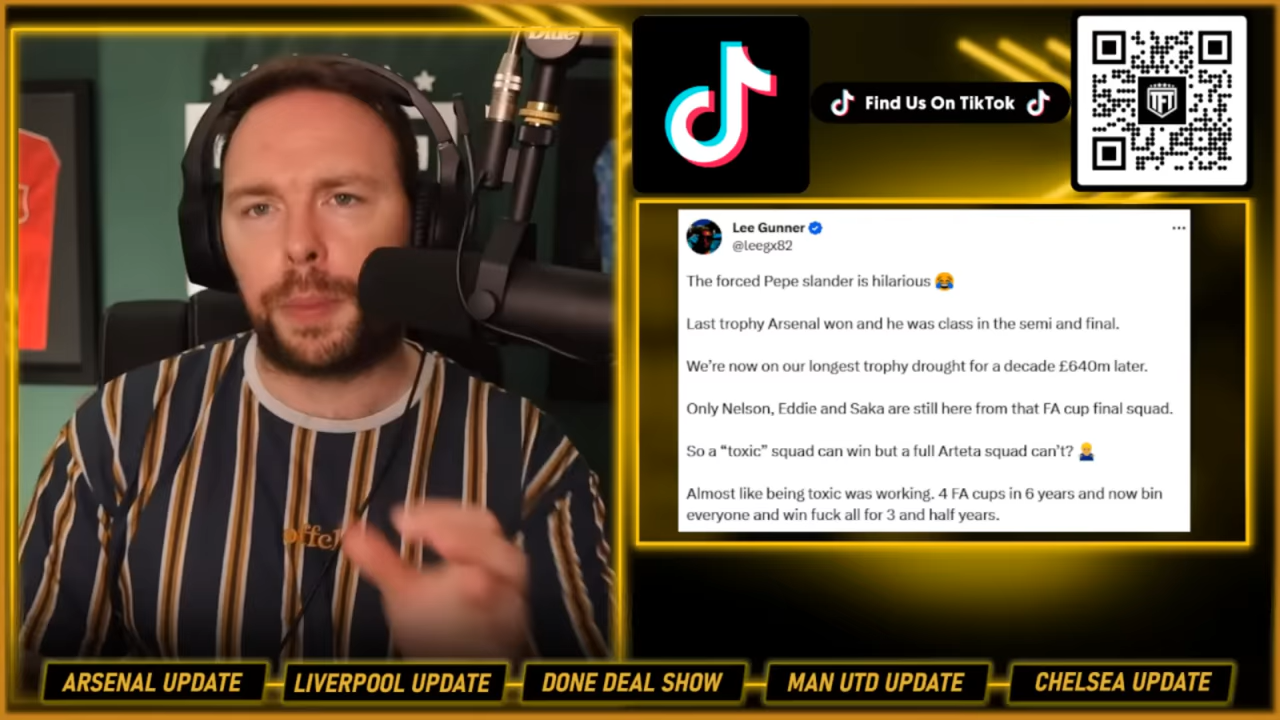 Blue
Find Us On TikTok
TFT
Lee Gunner
@leegx82
The forced Pepe slander is hilarious 😂
Last trophy Arsenal won and he was class in the semi and final.
We're now on our longest trophy drought for a decade £640m later.
Only Nelson, Eddie and Saka are still here from that FA cup final squad.
So a “toxic” squad can win but a full Arteta squad can't? 🤷‍♂️
Almost like being toxic was working. 4 FA cups in 6 years and now bin
everyone and win fuck all for 3 and half years.
offcl
ARSENAL UPDATE
LIVERPOOL UPDATE
DONE DEAL SHOW
MAN UTD UPDATE
CHELSEA UPDATE